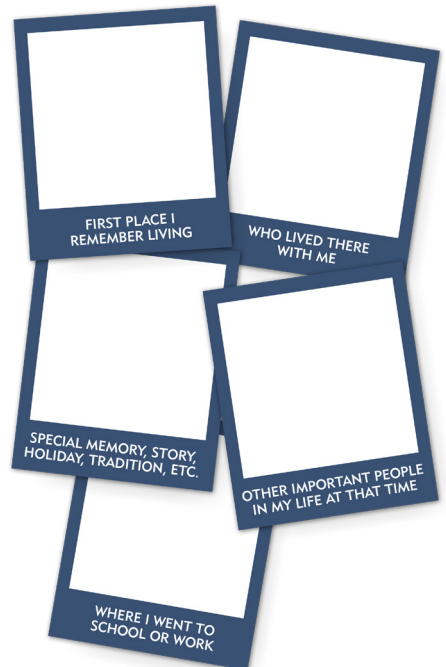 FIRST PLACE I
REMEMBER LIVING
WHO LIVED THERE
WITH ME
SPECIAL MEMORY, STORY,
HOLIDAY, TRADITION, ETC.
OTHER IMPORTANT PEOPLE
IN MY LIFE AT THAT TIME
WHERE I WENT TO
SCHOOL OR WORK